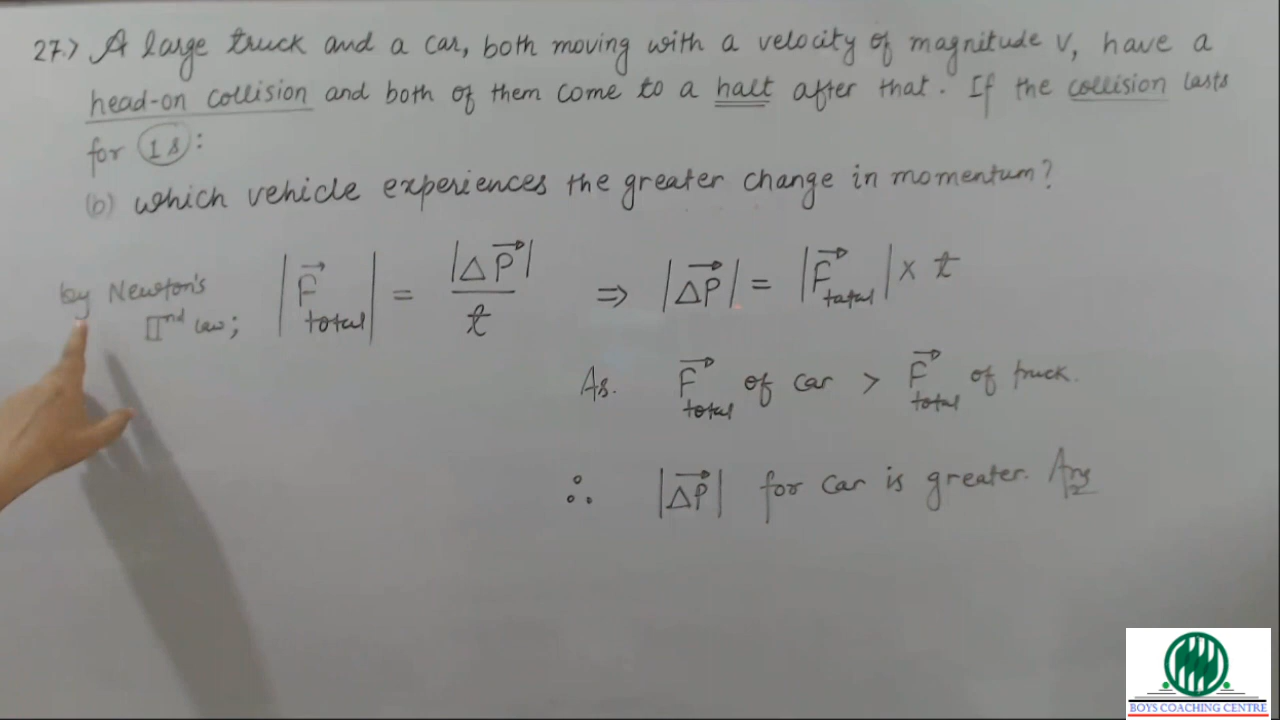 27.) A large truck and a car, both moving with a velocity of magnitude v, have a
head-on collision and both of them come to a halt after that. If the collision lasts
for 1s:
(b) which vehicle experiences the greater change in momentum?
by Newton's
IInd law; |F⃗ total| = |ΔP⃗| / t ⇒ |ΔP⃗| = |F⃗ total| × t
As. F⃗ total of car > F⃗ total of truck.
∴ |ΔP⃗| for car is greater. Ans
BOYS COACHING CENTRE